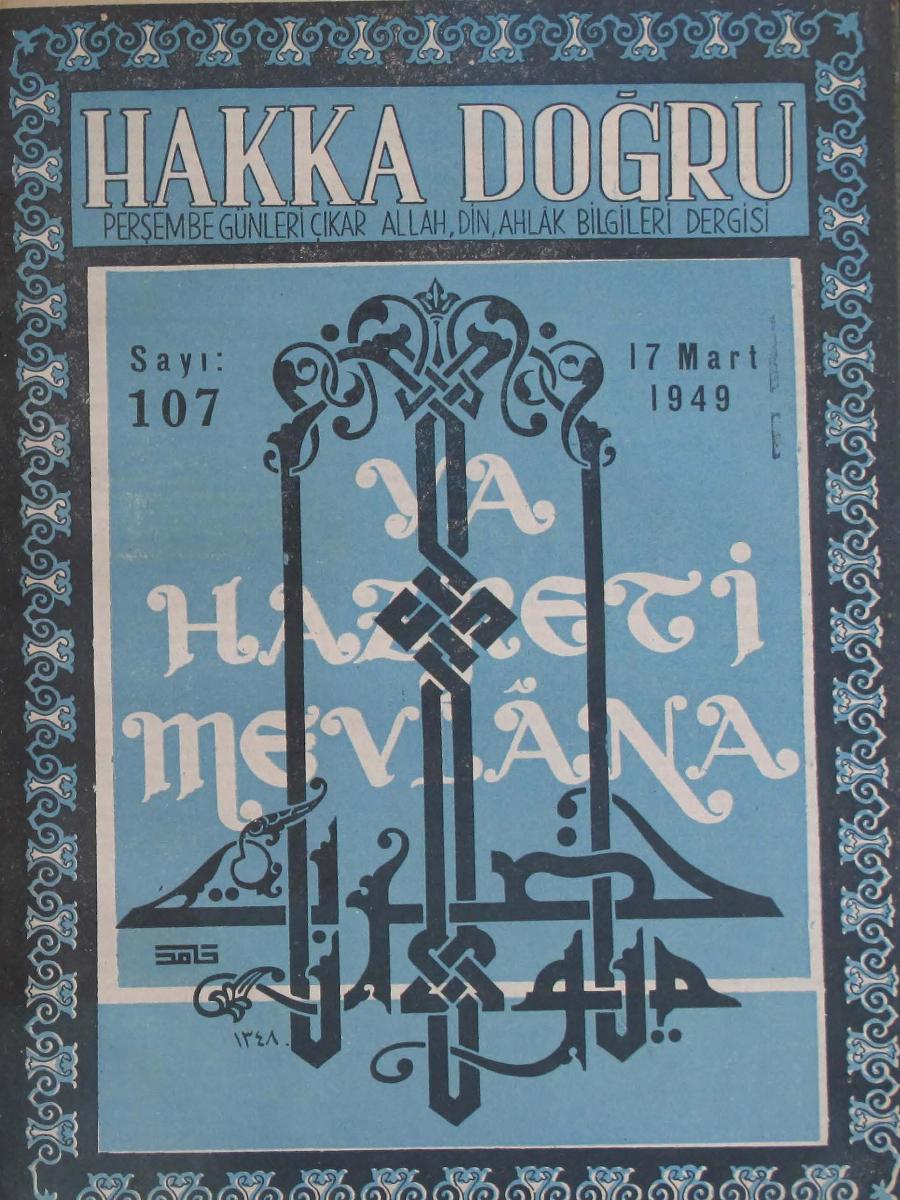 HAKKA DOĞRU
PERŞEMBE GÜNLERİ ÇIKAR ALLAH, DİN, AHLÂK BİLGİLERİ DERGİSİ
Sayı:
107
17 Mart
1949
YA
HAZRETİ
MEVLÂNA
حامد
١٣٤٨